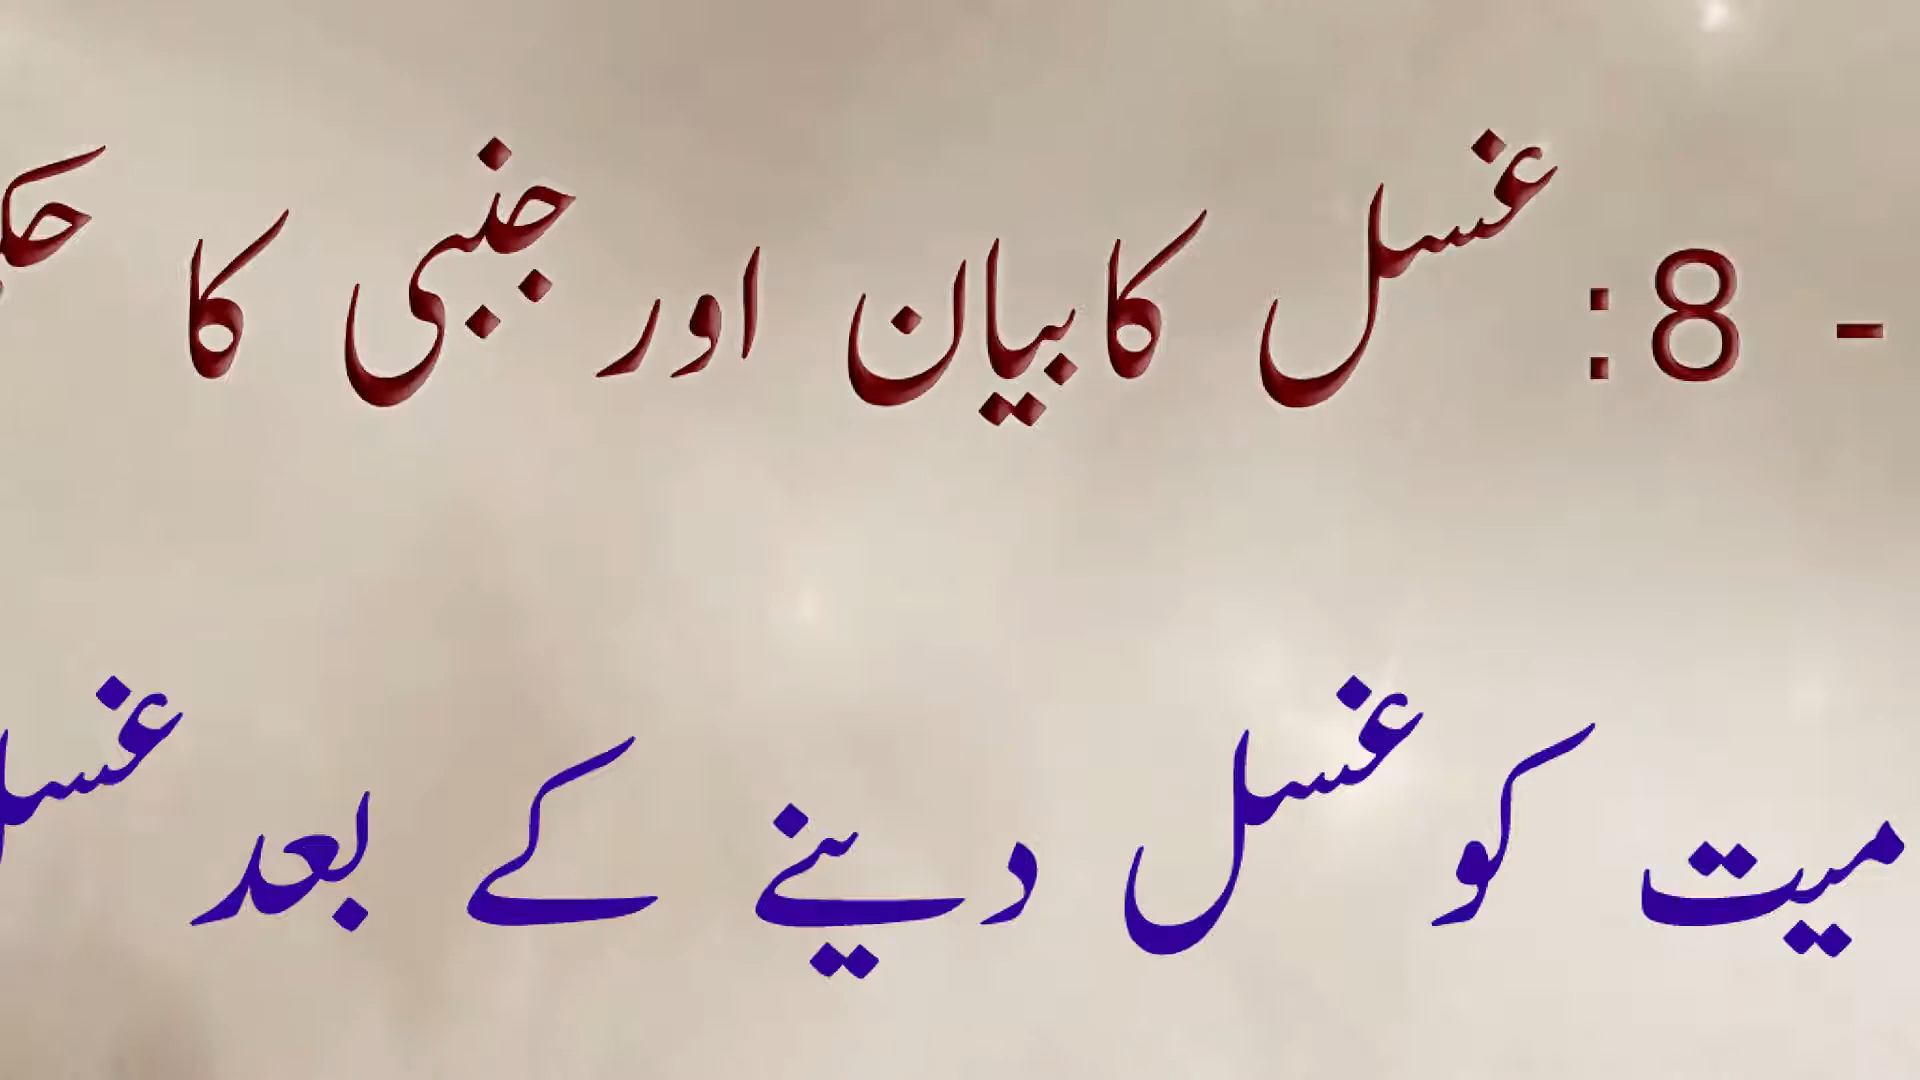 - 8: غسل کا بیان اور جنبی کا
میت کو غسل دینے کے بعد